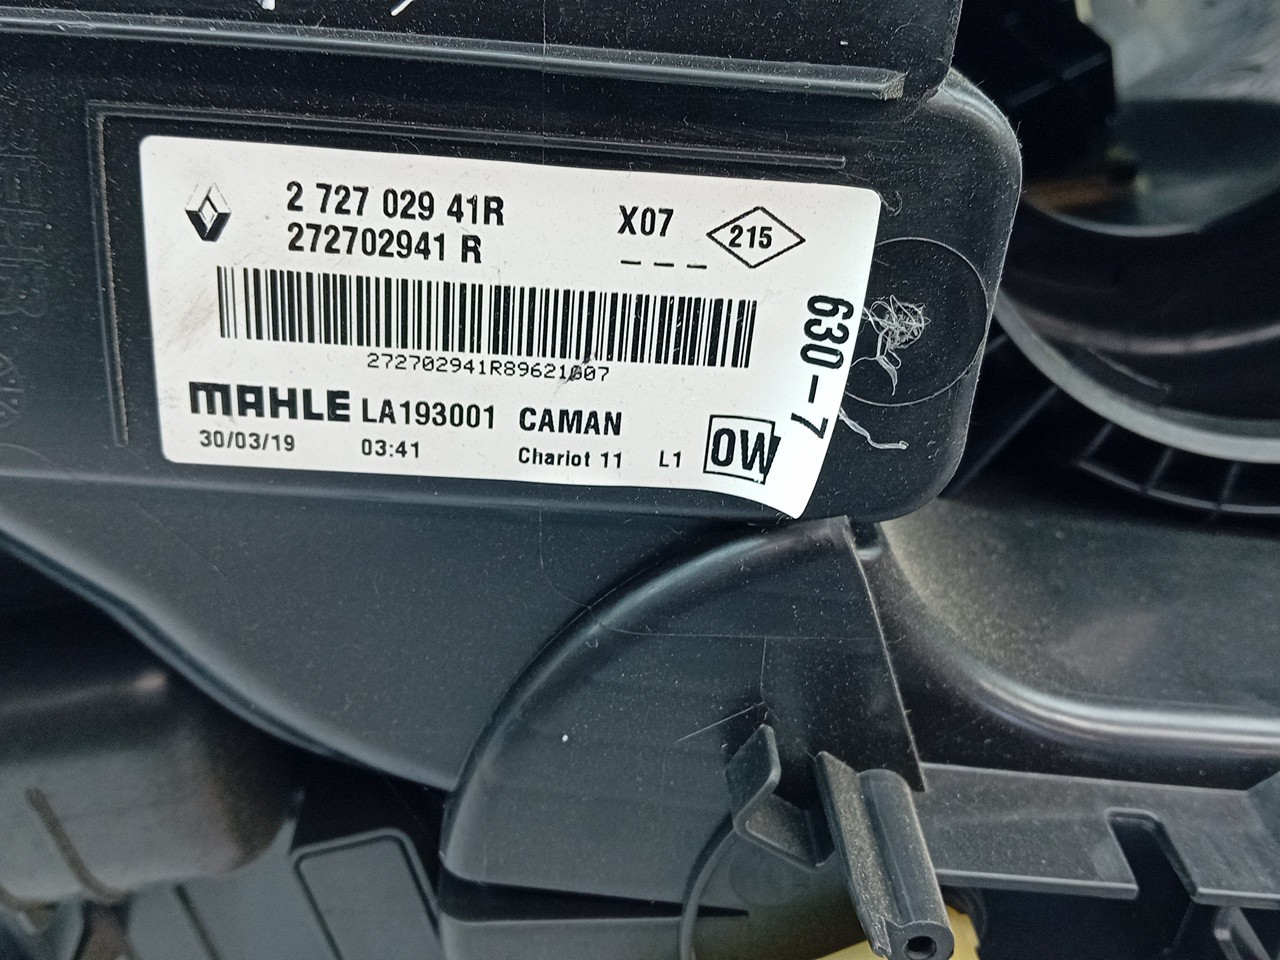 2 727 029 41R
272702941 R
X07
215
_ _ _
272702941R89621007
MAHLE LA193001 CAMAN
30/03/19 03:41 Chariot 11 L1
OW
630-7